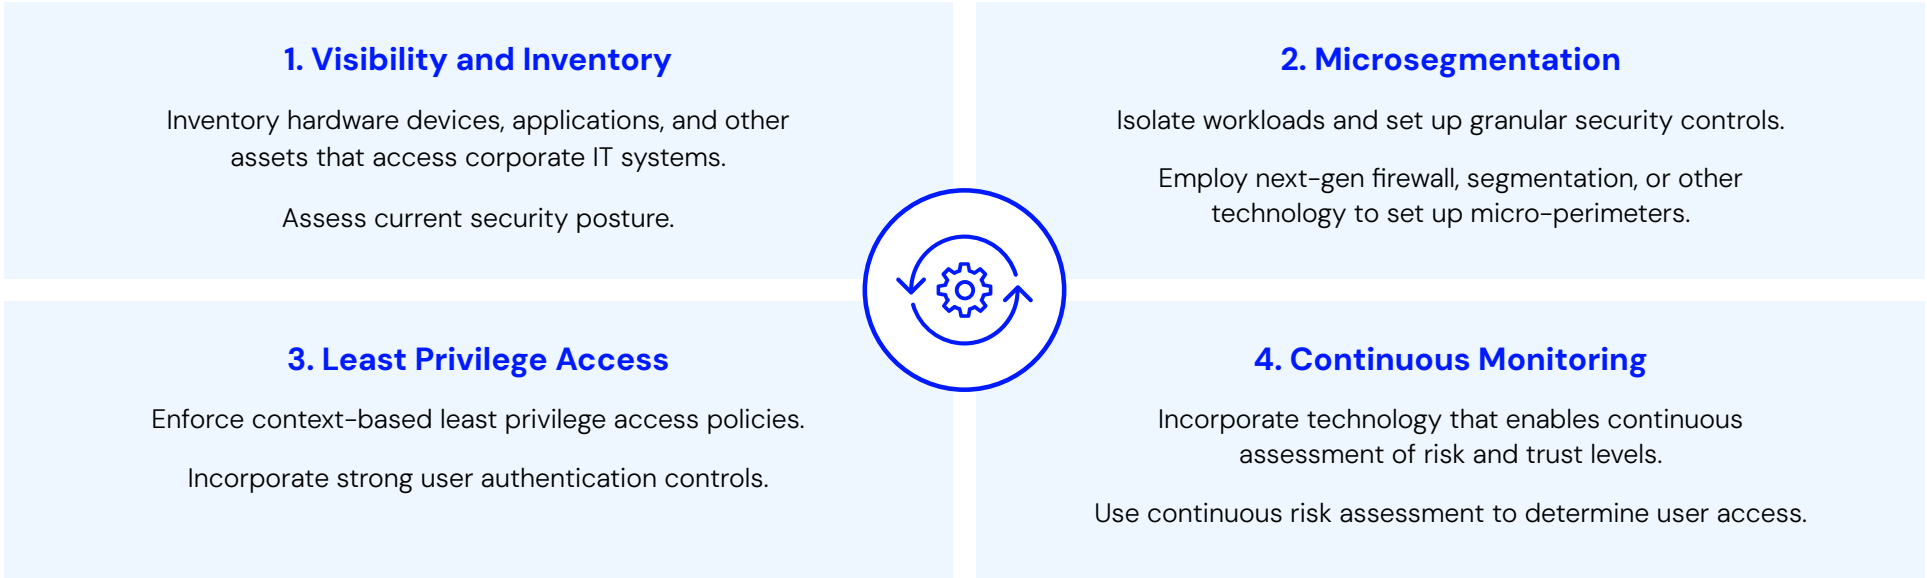 1. Visibility and Inventory
Inventory hardware devices, applications, and other
assets that access corporate IT systems.
Assess current security posture.
2. Microsegmentation
Isolate workloads and set up granular security controls.
Employ next-gen firewall, segmentation, or other
technology to set up micro-perimeters.
3. Least Privilege Access
Enforce context-based least privilege access policies.
Incorporate strong user authentication controls.
4. Continuous Monitoring
Incorporate technology that enables continuous
assessment of risk and trust levels.
Use continuous risk assessment to determine user access.